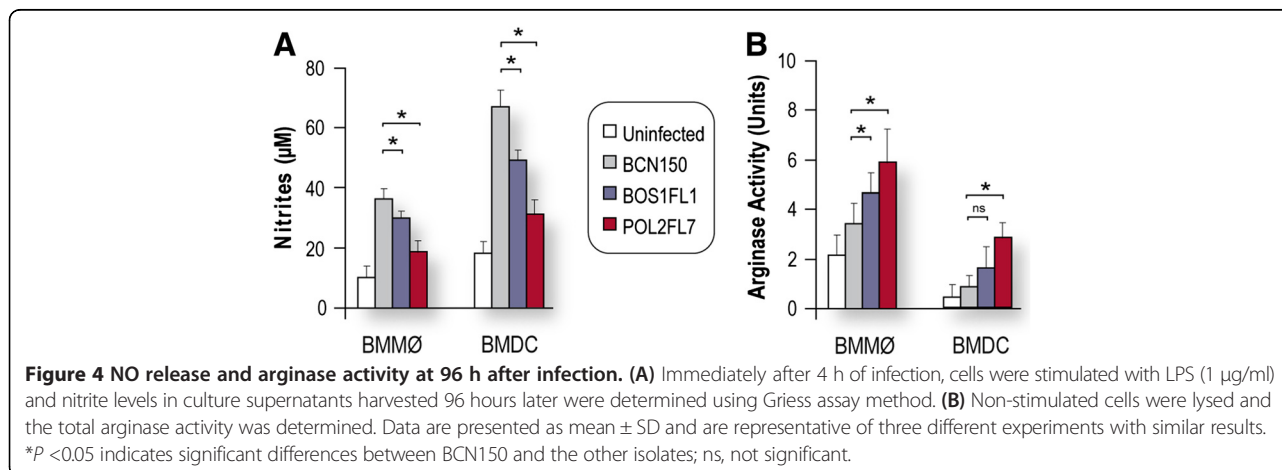 A
B
80
60
40
20
0
Nitrites (µM)
*
*
*
*
BMMØ
BMDC
Uninfected
BCN150
BOS1FL1
POL2FL7
10
8
6
4
2
0
Arginase Activity (Units)
*
*
*
ns
BMMØ
BMDC
Figure 4 NO release and arginase activity at 96 h after infection. (A) Immediately after 4 h of infection, cells were stimulated with LPS (1 µg/ml)
and nitrite levels in culture supernatants harvested 96 hours later were determined using Griess assay method. (B) Non-stimulated cells were lysed and
the total arginase activity was determined. Data are presented as mean ± SD and are representative of three different experiments with similar results.
*P <0.05 indicates significant differences between BCN150 and the other isolates; ns, not significant.